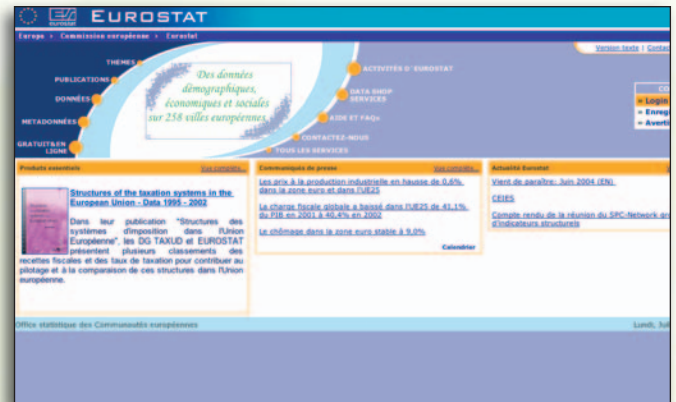 EUROSTAT
Europa > Commission européenne > Eurostat
Version texte | Contac
THEMES
PUBLICATIONS
DONNÉES
METADONNÉES
GRATUIT&EN
LIGNE
Des données
démographiques,
économiques et sociales
sur 258 villes européennes
ACTIVITÉS D'EUROSTAT
DATA SHOP
SERVICES
AIDE ET FAQs
CONTACTEZ-NOUS
TOUS LES SERVICES
CO
» Login
» Enregi
» Averti
Produits essentiels
Vue complète...
Structures of the taxation systems in the
European Union - Data 1995 - 2002
Dans leur publication "Structures des
systèmes d'imposition dans l'Union
Européenne", les DG TAXUD et EUROSTAT
présentent plusieurs classements des
recettes fiscales et des taux de taxation pour contribuer au
pilotage et à la comparaison de ces structures dans l'Union
européenne.
Communiqués de presse
Vue complète...
Les prix à la production industrielle en hausse de 0,6%
dans la zone euro et dans l'UE25
La charge fiscale globale a baissé dans l'UE25 de 41,1%
du PIB en 2001 à 40,4% en 2002
Le chômage dans la zone euro stable à 9,0%
Calendrier
Actualité Eurostat
Vient de paraître: Juin 2004 (EN)
CEIES
Compte rendu de la réunion du SPC-Network on
d'indicateurs structurels
Office statistique des Communautés européennes
Lundi, Jui